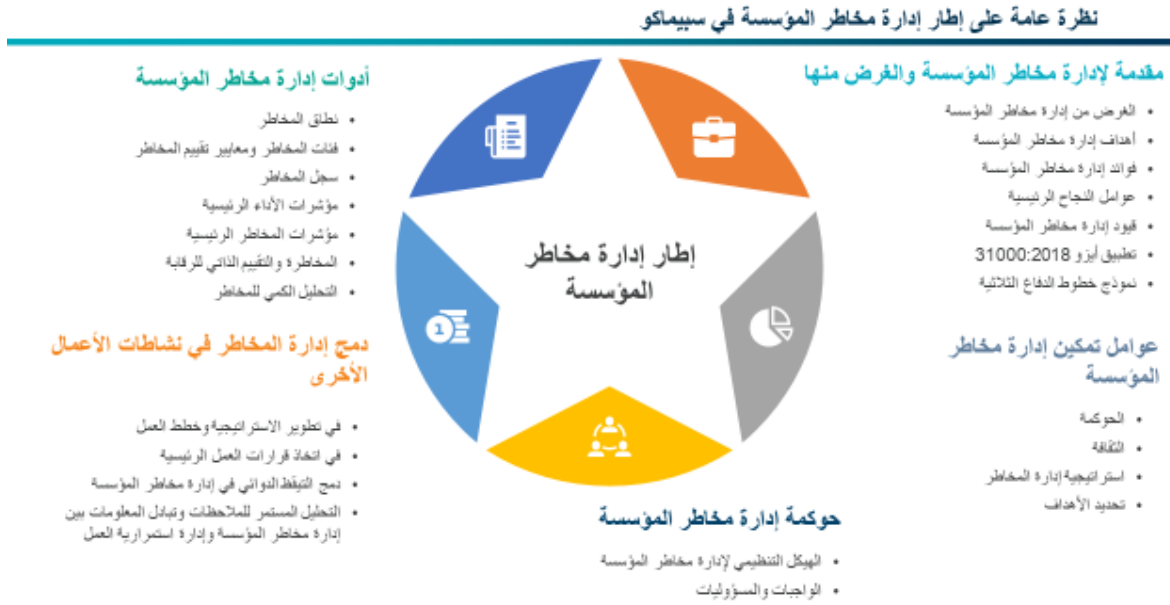 نظرة عامة على إطار إدارة مخاطر المؤسسة في سبيماكو
مقدمة لإدارة مخاطر المؤسسة والغرض منها
• الغرض من إدارة مخاطر المؤسسة
• أهداف إدارة مخاطر المؤسسة
• فوائد إدارة مخاطر المؤسسة
• عوامل النجاح الرئيسية
• قيود إدارة مخاطر المؤسسة
• تطبيق أيزو 31000:2018
• نموذج خطوط الدفاع الثلاثية
عوامل تمكين إدارة مخاطر
المؤسسة
• الحوكمة
• الثقافة
• استراتيجية إدارة المخاطر
• تحديد الأهداف
إطار إدارة مخاطر
المؤسسة
1
حوكمة إدارة مخاطر المؤسسة
• الهيكل التنظيمي لإدارة مخاطر المؤسسة
• الواجبات والمسؤوليات
أدوات إدارة مخاطر المؤسسة
• نطاق المخاطر
• فئات المخاطر ومعايير تقييم المخاطر
• سجل المخاطر
• مؤشرات الأداء الرئيسية
• مؤشرات المخاطر الرئيسية
• المخاطرة والتقييم الذاتي للرقابة
• التحليل الكمي للمخاطر
دمج إدارة المخاطر في نشاطات الأعمال
الأخرى
• في تطوير الاستراتيجية وخطط العمل
• في اتخاذ قرارات العمل الرئيسية
• دمج التيقظ الدوائي في إدارة مخاطر المؤسسة
• التحليل المستمر للملاحظات وتبادل المعلومات بين
إدارة مخاطر المؤسسة وإدارة استمرارية العمل